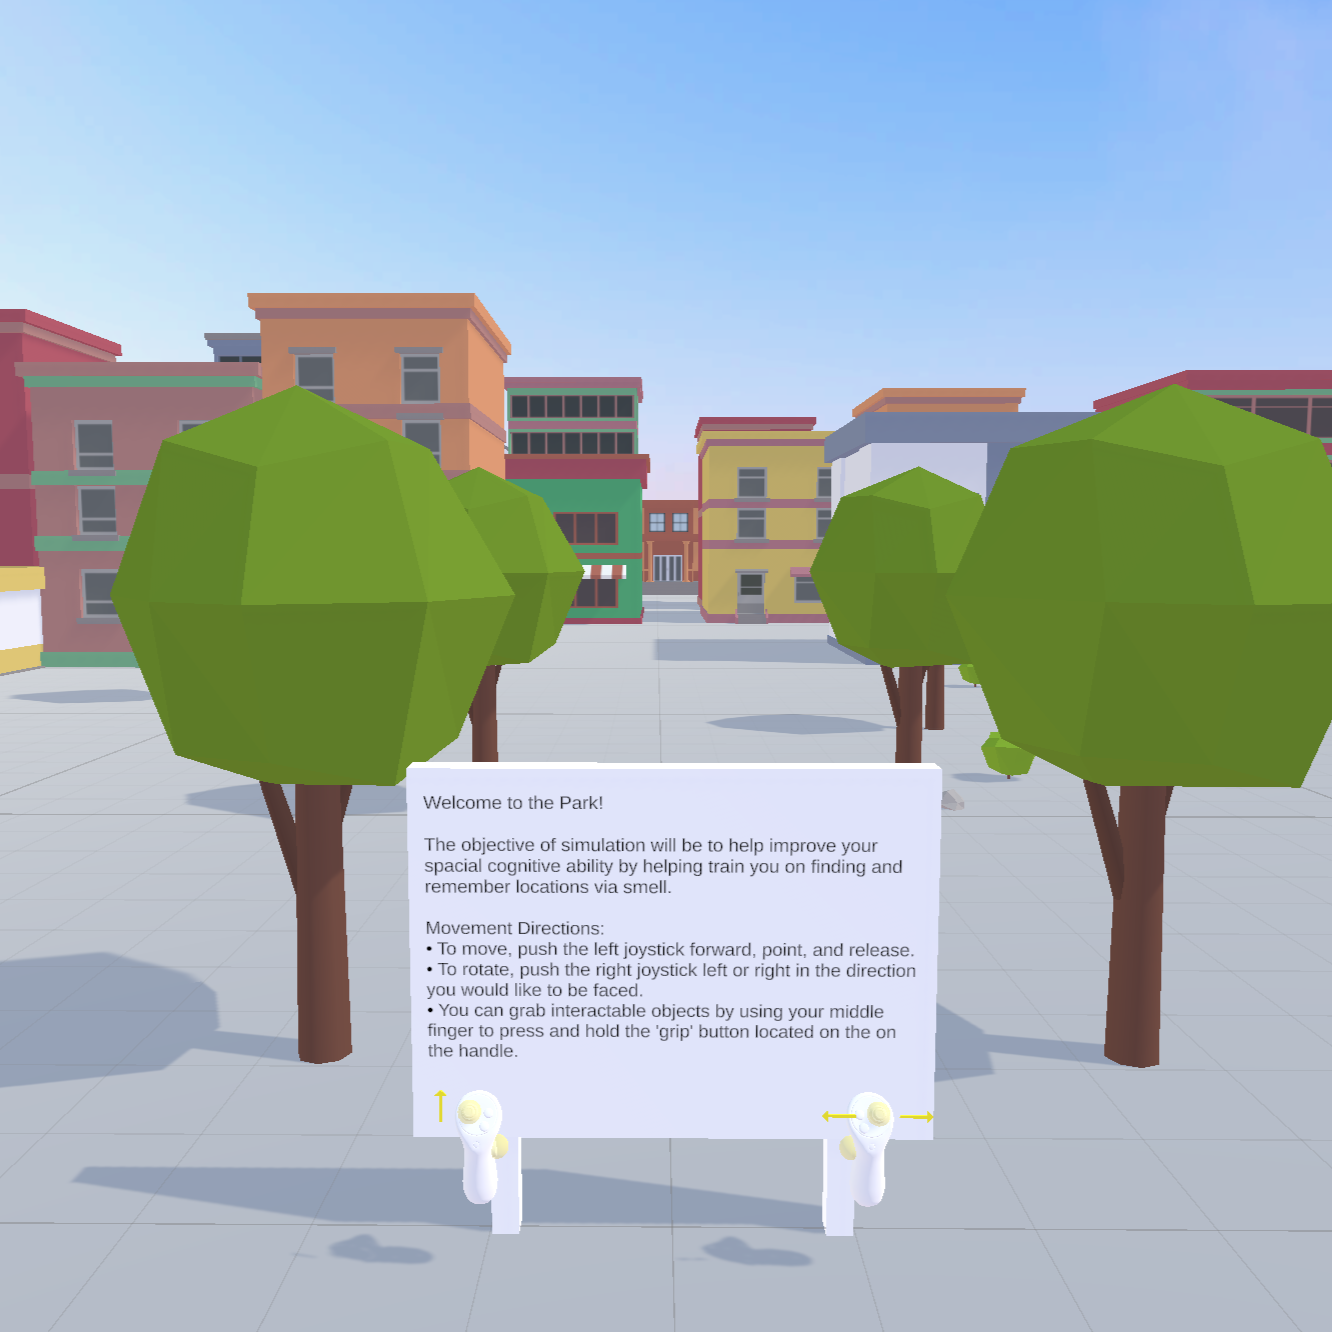 Welcome to the Park!
The objective of simulation will be to help improve your
spacial cognitive ability by helping train you on finding and
remember locations via smell.
Movement Directions:
• To move, push the left joystick forward, point, and release.
• To rotate, push the right joystick left or right in the direction
you would like to be faced.
• You can grab interactable objects by using your middle
finger to press and hold the 'grip' button located on the on
the handle.